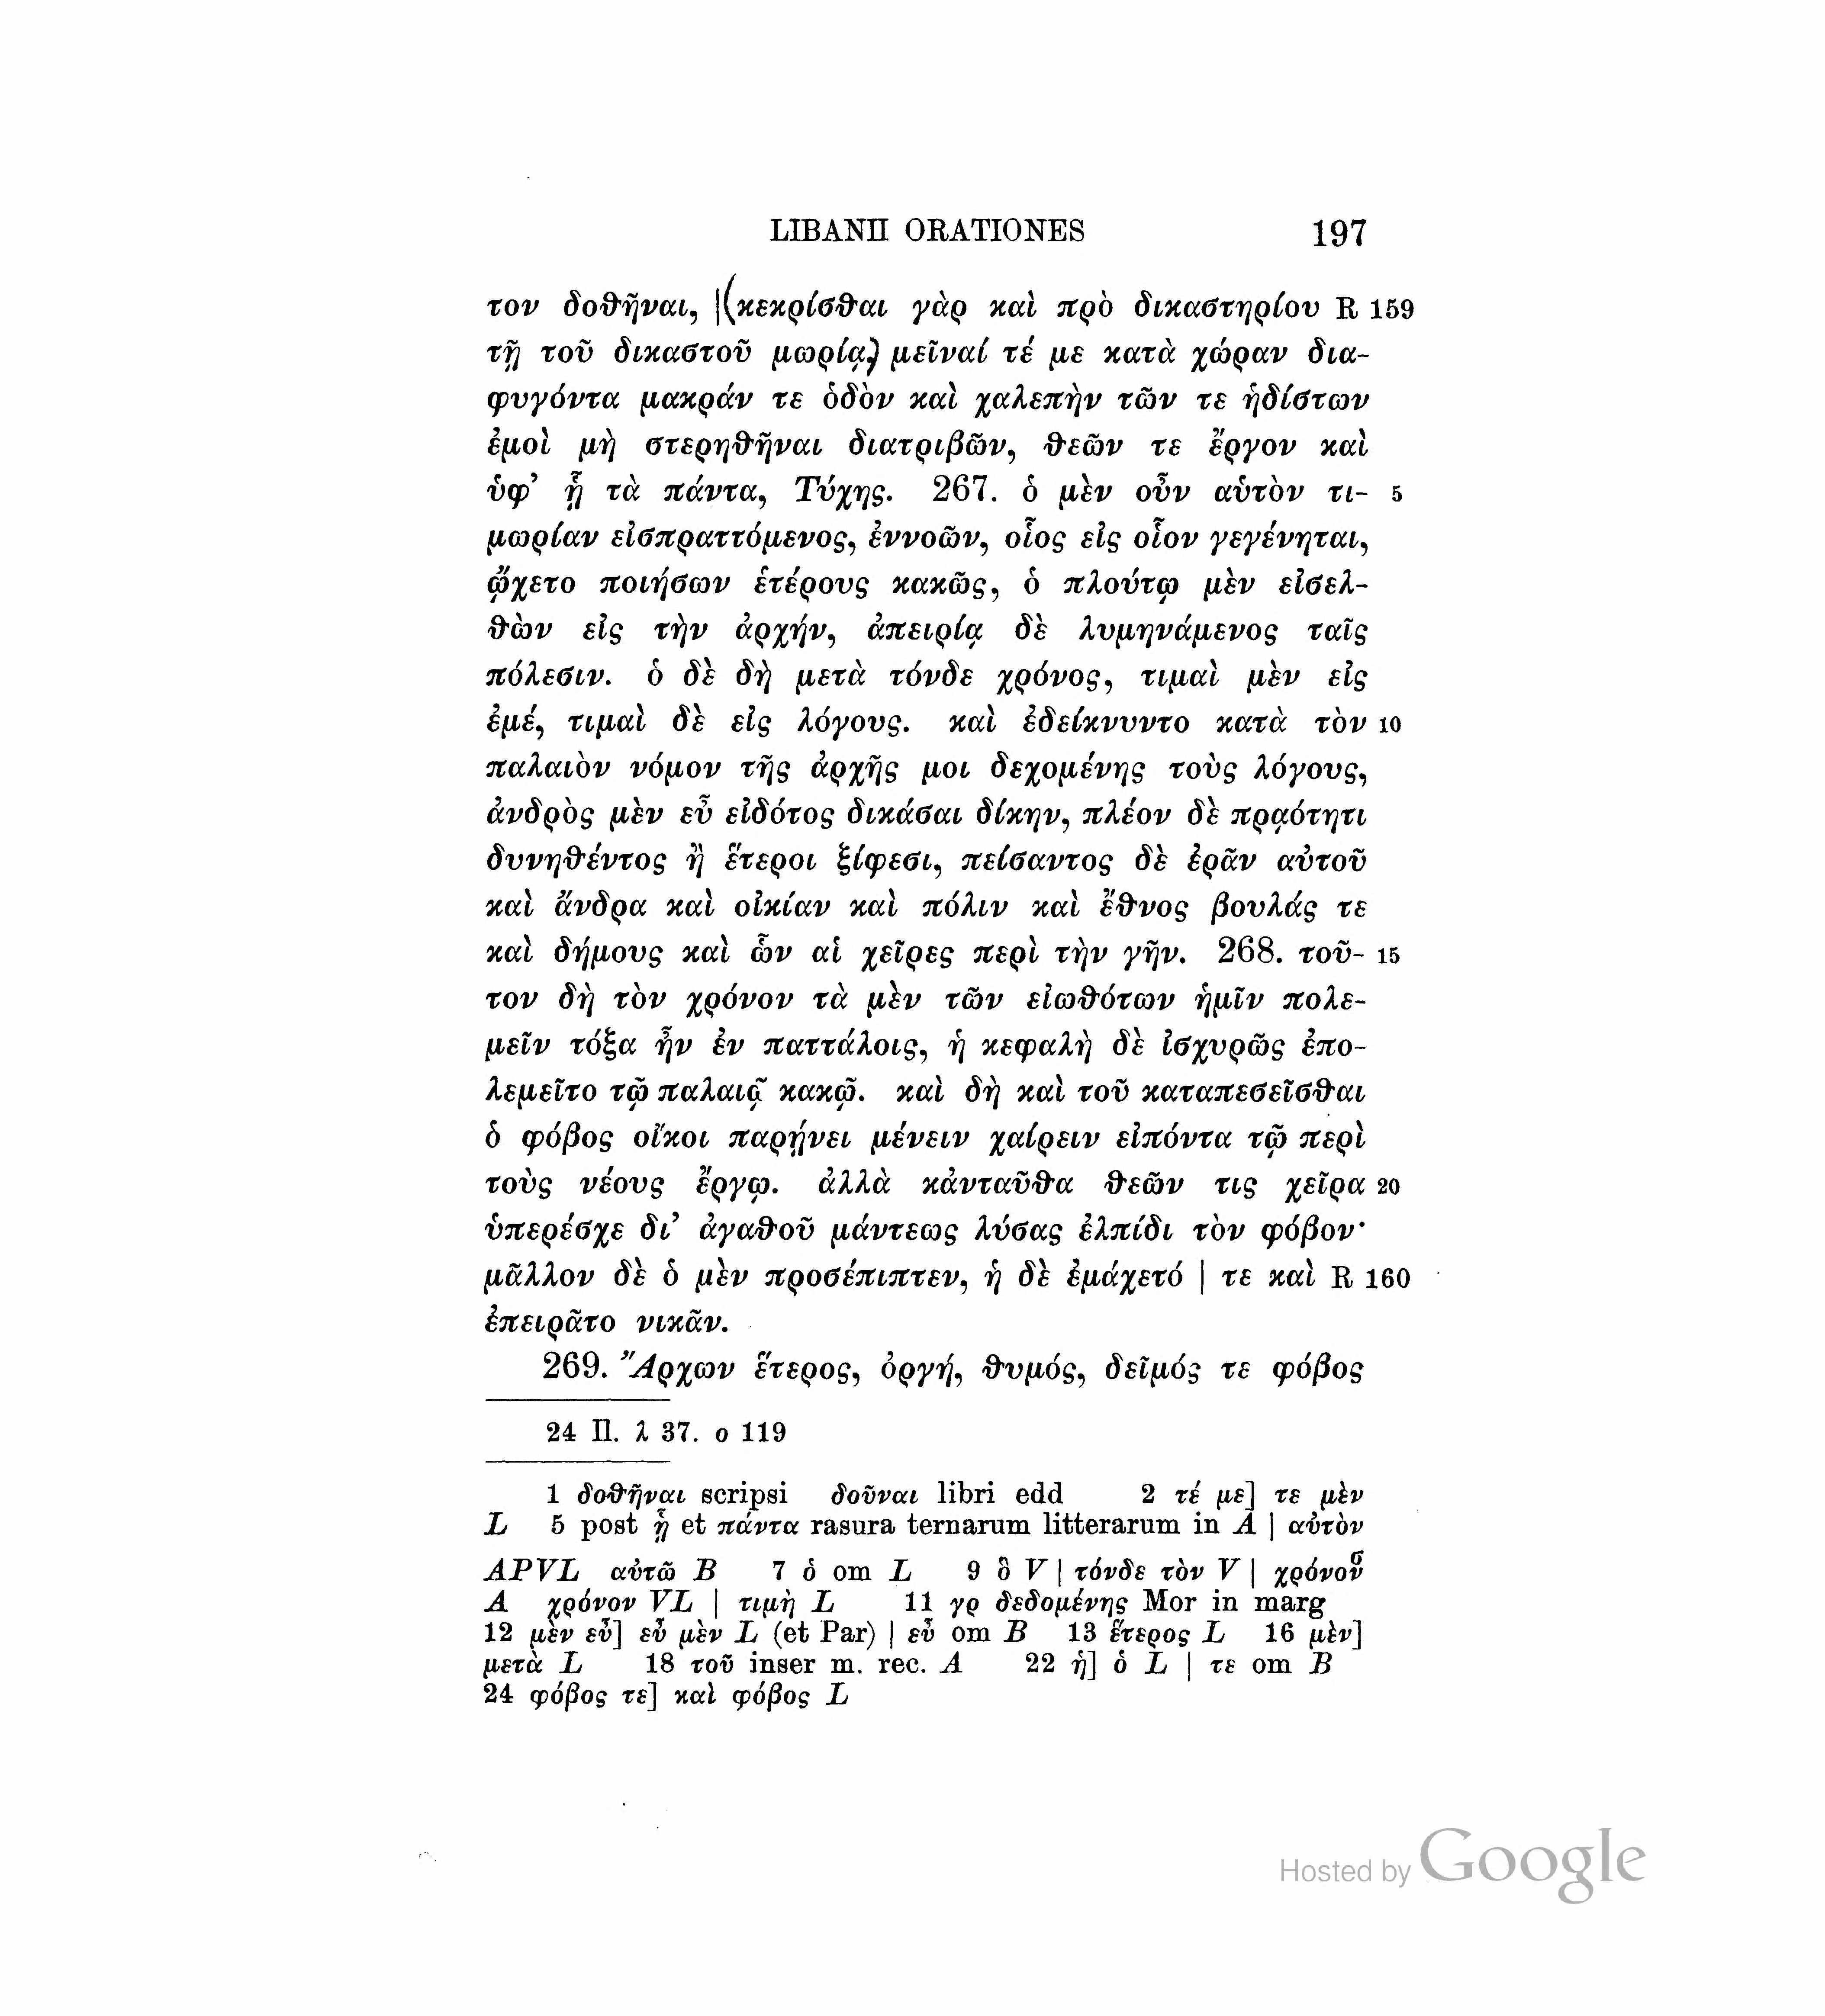 LIBANII ORATIONES 197
τον δοθῆναι, |(κεκρίσθαι γὰρ καὶ πρὸ δικαστηρίου R 159
τῇ τοῦ δικαστοῦ μωρίᾳ) μεῖναί τέ με κατὰ χώραν δια-
φυγόντα μακράν τε ὁδὸν καὶ χαλεπὴν τῶν τε ἡδίστων
ἐμοὶ μὴ στερηθῆναι διατριβῶν, θεῶν τε ἔργον καὶ
ὑφ’ ᾗ τὰ πάντα, Τύχης. 267. ὁ μὲν οὖν αὑτὸν τι- 5
μωρίαν εἰσπραττόμενος, ἐννοῶν, οἷος εἰς οἷον γεγένηται,
ᾤχετο ποιήσων ἑτέρους κακῶς, ὁ πλούτῳ μὲν εἰσελ-
θὼν εἰς τὴν ἀρχήν, ἀπειρίᾳ δὲ λυμηνάμενος ταῖς
πόλεσιν. ὁ δὲ δὴ μετὰ τόνδε χρόνος, τιμαὶ μὲν εἰς
ἐμέ, τιμαὶ δὲ εἰς λόγους. καὶ ἐδείκνυντο κατὰ τὸν 10
παλαιὸν νόμον τῆς ἀρχῆς μοι δεχομένης τοὺς λόγους,
ἀνδρὸς μὲν εὖ εἰδότος δικάσαι δίκην, πλέον δὲ πρᾳότητι
δυνηθέντος ἢ ἕτεροι ξίφεσι, πείσαντος δὲ ἐρᾶν αὑτοῦ
καὶ ἄνδρα καὶ οἰκίαν καὶ πόλιν καὶ ἔθνος βουλάς τε
καὶ δήμους καὶ ὧν αἱ χεῖρες περὶ τὴν γῆν. 268. τοῦ- 15
τον δὴ τὸν χρόνον τὰ μὲν τῶν εἰωθότων ἡμῖν πολε-
μεῖν τόξα ἦν ἐν παττάλοις, ἡ κεφαλὴ δὲ ἰσχυρῶς ἐπο-
λεμεῖτο τῷ παλαιᾷ κακῷ. καὶ δὴ καὶ τοῦ καταπεσεῖσθαι
ὁ φόβος οἴκοι παρῄνει μένειν χαίρειν εἰπόντα τῷ περὶ
τοὺς νέους ἔργῳ. ἀλλὰ κἀνταῦθα θεῶν τις χεῖρα 20
ὑπερέσχε δι’ ἀγαθοῦ μάντεως λύσας ἐλπίδι τὸν φόβον·
μᾶλλον δὲ ὁ μὲν προσέπιπτεν, ἡ δὲ ἐμάχετό | τε καὶ R 160
ἐπειρᾶτο νικᾶν.
269. Ἄρχων ἕτερος, ὀργή, θυμός, δεῖμός τε φόβος
24 Il. λ 37. ο 119
1 δοθῆναι scripsi δοῦναι libri edd 2 τέ με] τε μὲν
L 5 post ᾗ et πάντα rasura ternarum litterarum in A | αὐτὸν
APVL αὑτῶ B 7 ὁ om L 9 ὃ V | τόνδε τὸν V | χρόνοῦ
A χρόνον VL | τιμὴ L 11 γρ δεδομένης Mor in marg
12 μὲν εὖ] εὖ μὲν L (et Par) | εὖ om B 13 ἕτερος L 16 μὲν]
μετὰ L 18 τοῦ inser m. rec. A 22 ἡ] ὁ L | τε om B
24 φόβος τε] καὶ φόβος L
Hosted by Google